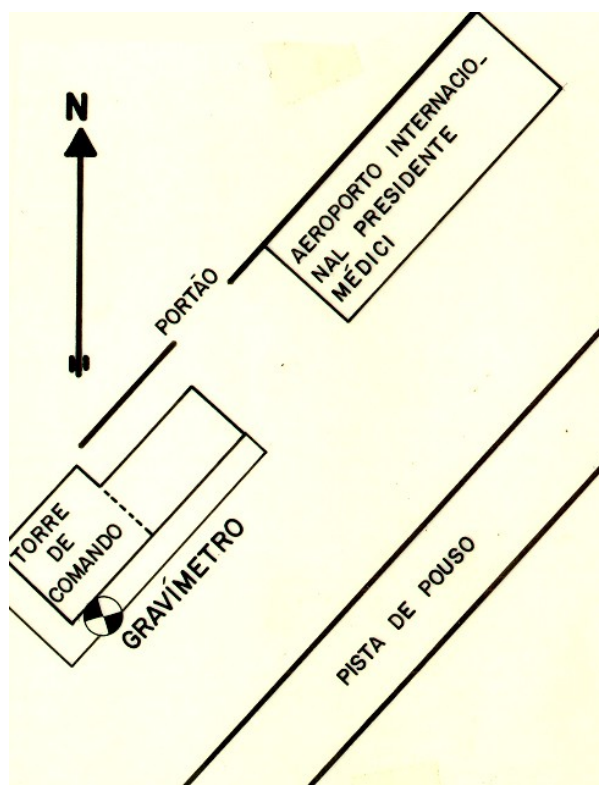 N
AEROPORTO INTERNACIO_
NAL PRESIDENTE
MÉDICI
PORTÃO
TORRE
DE
COMANDO
GRAVÍMETRO
PISTA DE POUSO